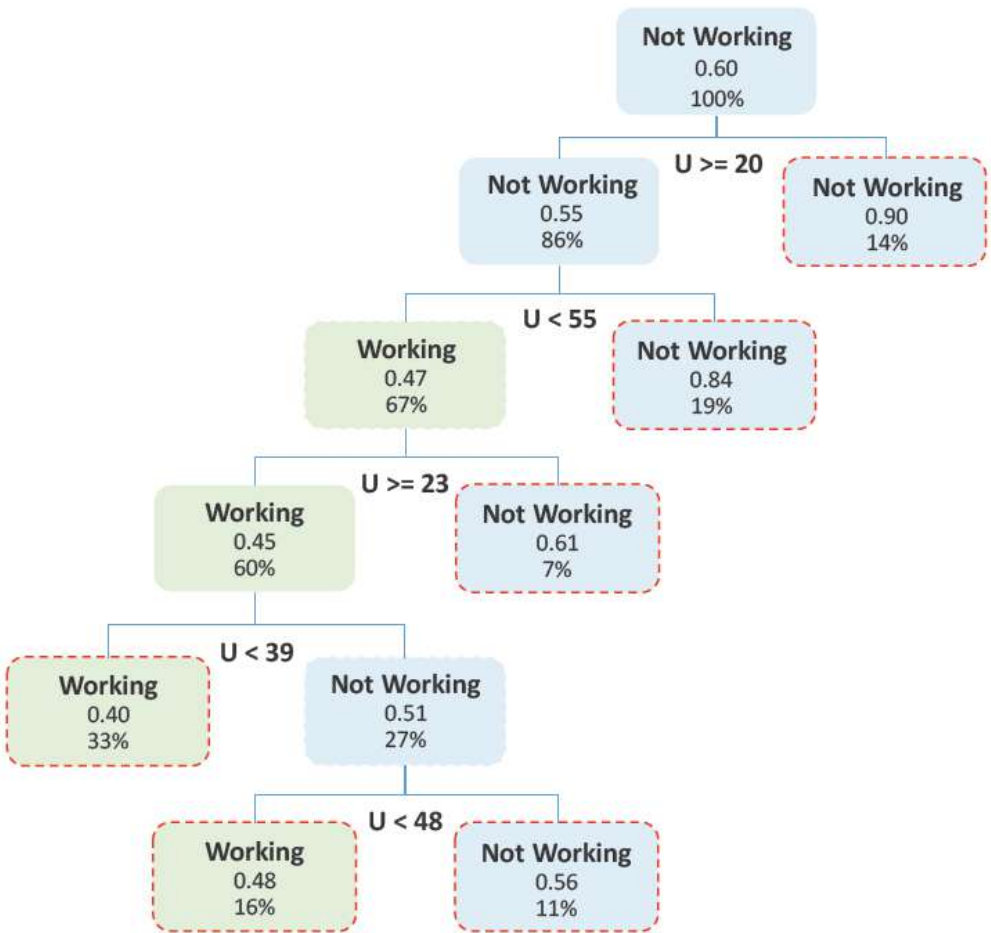 Not Working
0.60
100%
U >= 20
Not Working
0.55
86%
Not Working
0.90
14%
U < 55
Working
0.47
67%
Not Working
0.84
19%
U >= 23
Working
0.45
60%
Not Working
0.61
7%
U < 39
Working
0.40
33%
Not Working
0.51
27%
U < 48
Working
0.48
16%
Not Working
0.56
11%